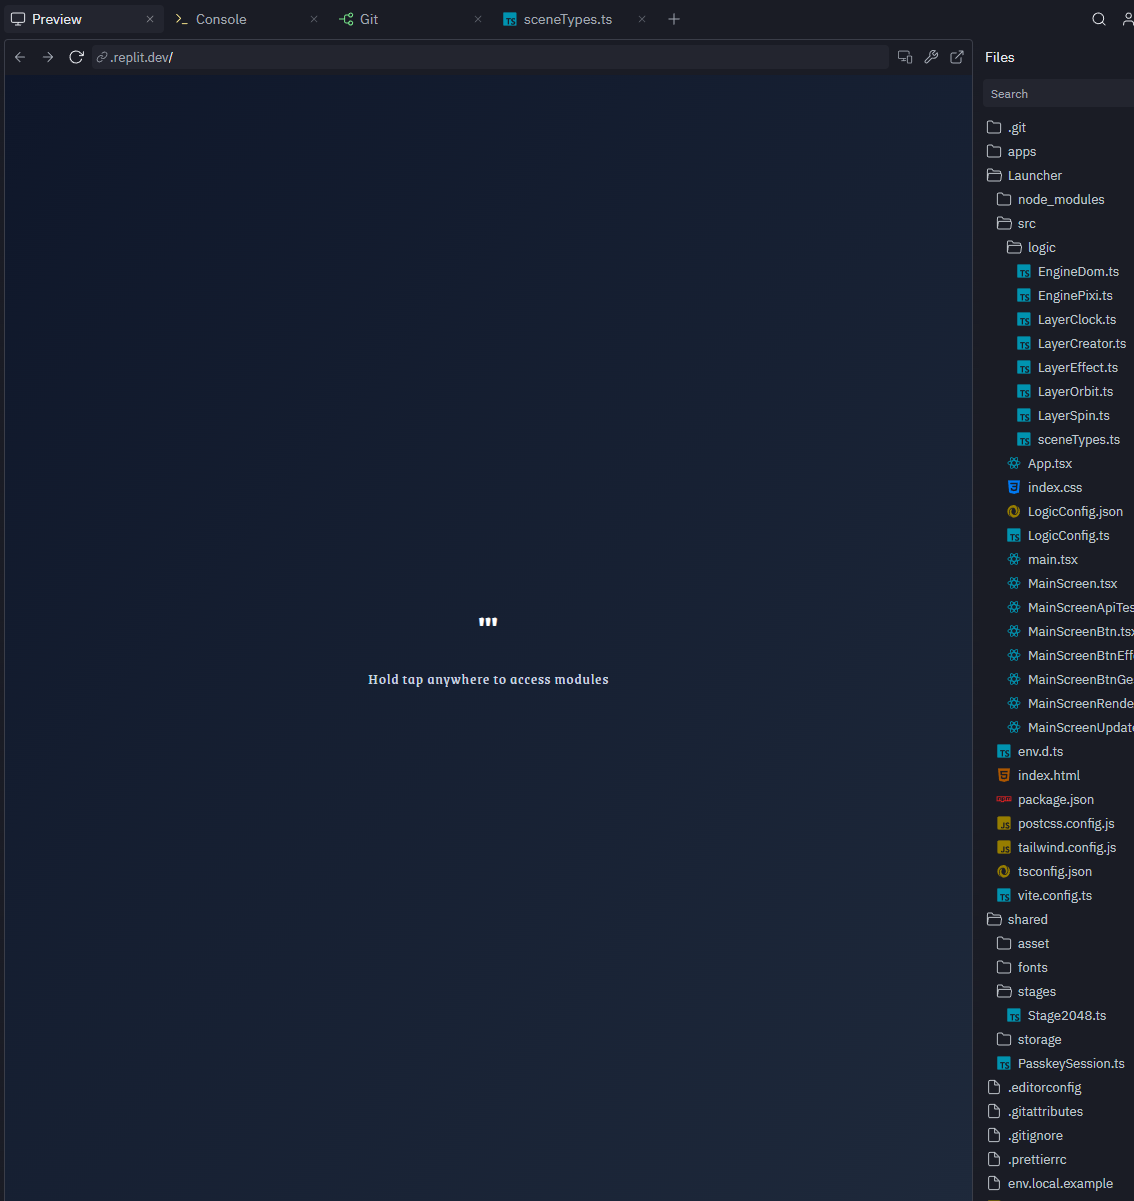 Preview
Console
Git
sceneTypes.ts
.replit.dev/
Files
Search
.git
apps
Launcher
node_modules
src
logic
EngineDom.ts
EnginePixi.ts
LayerClock.ts
LayerCreator.ts
LayerEffect.ts
LayerOrbit.ts
LayerSpin.ts
sceneTypes.ts
App.tsx
index.css
LogicConfig.json
LogicConfig.ts
main.tsx
MainScreen.tsx
MainScreenApiTes
MainScreenBtn.tsx
MainScreenBtnEff
MainScreenBtnGe
MainScreenRende
MainScreenUpdat
env.d.ts
index.html
package.json
postcss.config.js
tailwind.config.js
tsconfig.json
vite.config.ts
shared
asset
fonts
stages
Stage2048.ts
storage
PasskeySession.ts
.editorconfig
.gitattributes
.gitignore
.prettierrc
env.local.example
"'
Hold tap anywhere to access modules